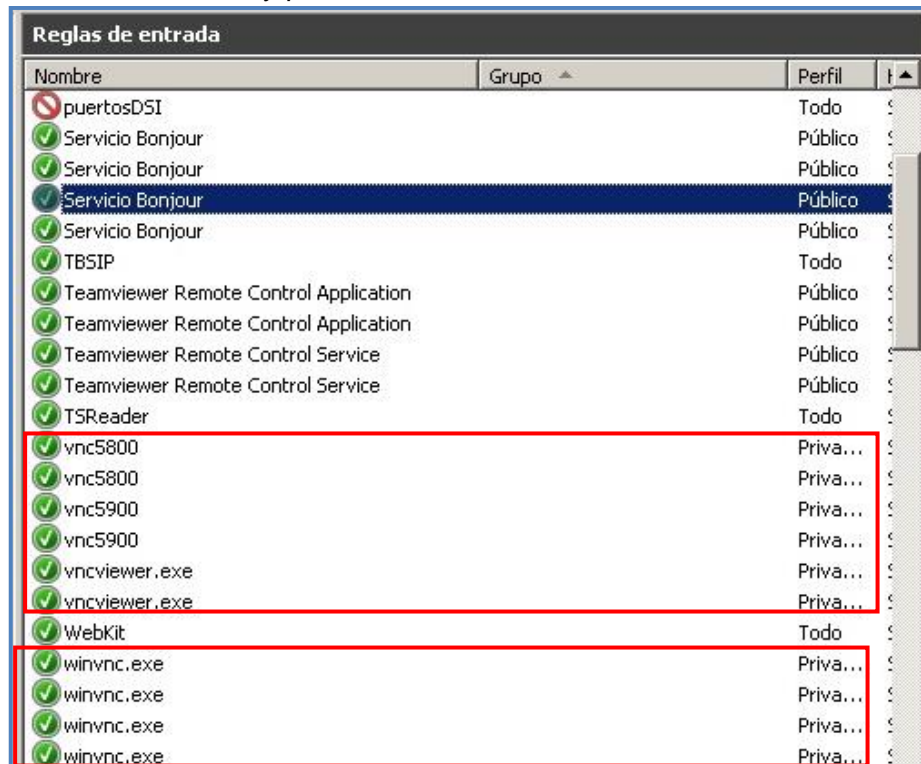 Reglas de entrada
Nombre Grupo Perfil
puertosDSI Todo
Servicio Bonjour Público
Servicio Bonjour Público
Servicio Bonjour Público
Servicio Bonjour Público
TBSIP Todo
Teamviewer Remote Control Application Público
Teamviewer Remote Control Application Público
Teamviewer Remote Control Service Público
Teamviewer Remote Control Service Público
TSReader Todo
vnc5800 Priva...
vnc5800 Priva...
vnc5900 Priva...
vnc5900 Priva...
vncviewer.exe Priva...
vncviewer.exe Priva...
WebKit Todo
winvnc.exe Priva...
winvnc.exe Priva...
winvnc.exe Priva...
winvnc.exe Priva...